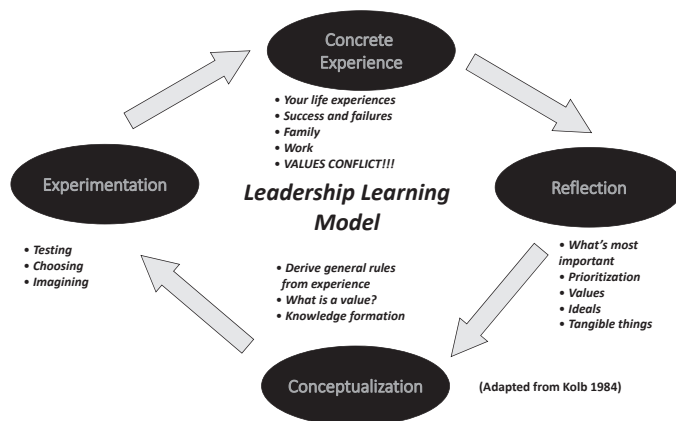 Concrete
Experience
• Your life experiences
• Success and failures
• Family
• Work
• VALUES CONFLICT!!!
Experimentation
Leadership Learning
Model
Reflection
• Testing
• Choosing
• Imagining
• What's most
important
• Prioritization
• Values
• Ideals
• Tangible things
• Derive general rules
from experience
• What is a value?
• Knowledge formation
Conceptualization
(Adapted from Kolb 1984)